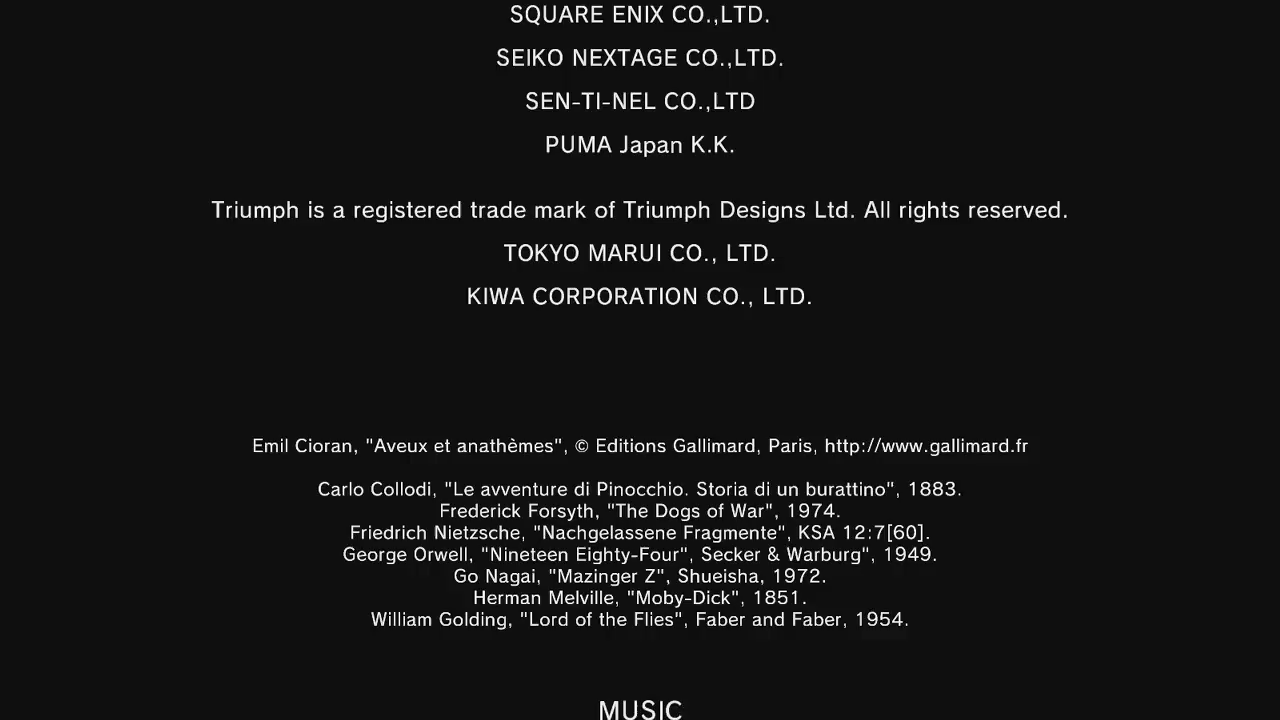 SQUARE ENIX CO.,LTD.
SEIKO NEXTAGE CO.,LTD.
SEN-TI-NEL CO.,LTD
PUMA Japan K.K.
Triumph is a registered trade mark of Triumph Designs Ltd. All rights reserved.
TOKYO MARUI CO., LTD.
KIWA CORPORATION CO., LTD.
Emil Cioran, "Aveux et anathèmes", © Editions Gallimard, Paris, http://www.gallimard.fr
Carlo Collodi, "Le avventure di Pinocchio. Storia di un burattino", 1883.
Frederick Forsyth, "The Dogs of War", 1974.
Friedrich Nietzsche, "Nachgelassene Fragmente", KSA 12:7[60].
George Orwell, "Nineteen Eighty-Four", Secker & Warburg", 1949.
Go Nagai, "Mazinger Z", Shueisha, 1972.
Herman Melville, "Moby-Dick", 1851.
William Golding, "Lord of the Flies", Faber and Faber, 1954.
MUSIC